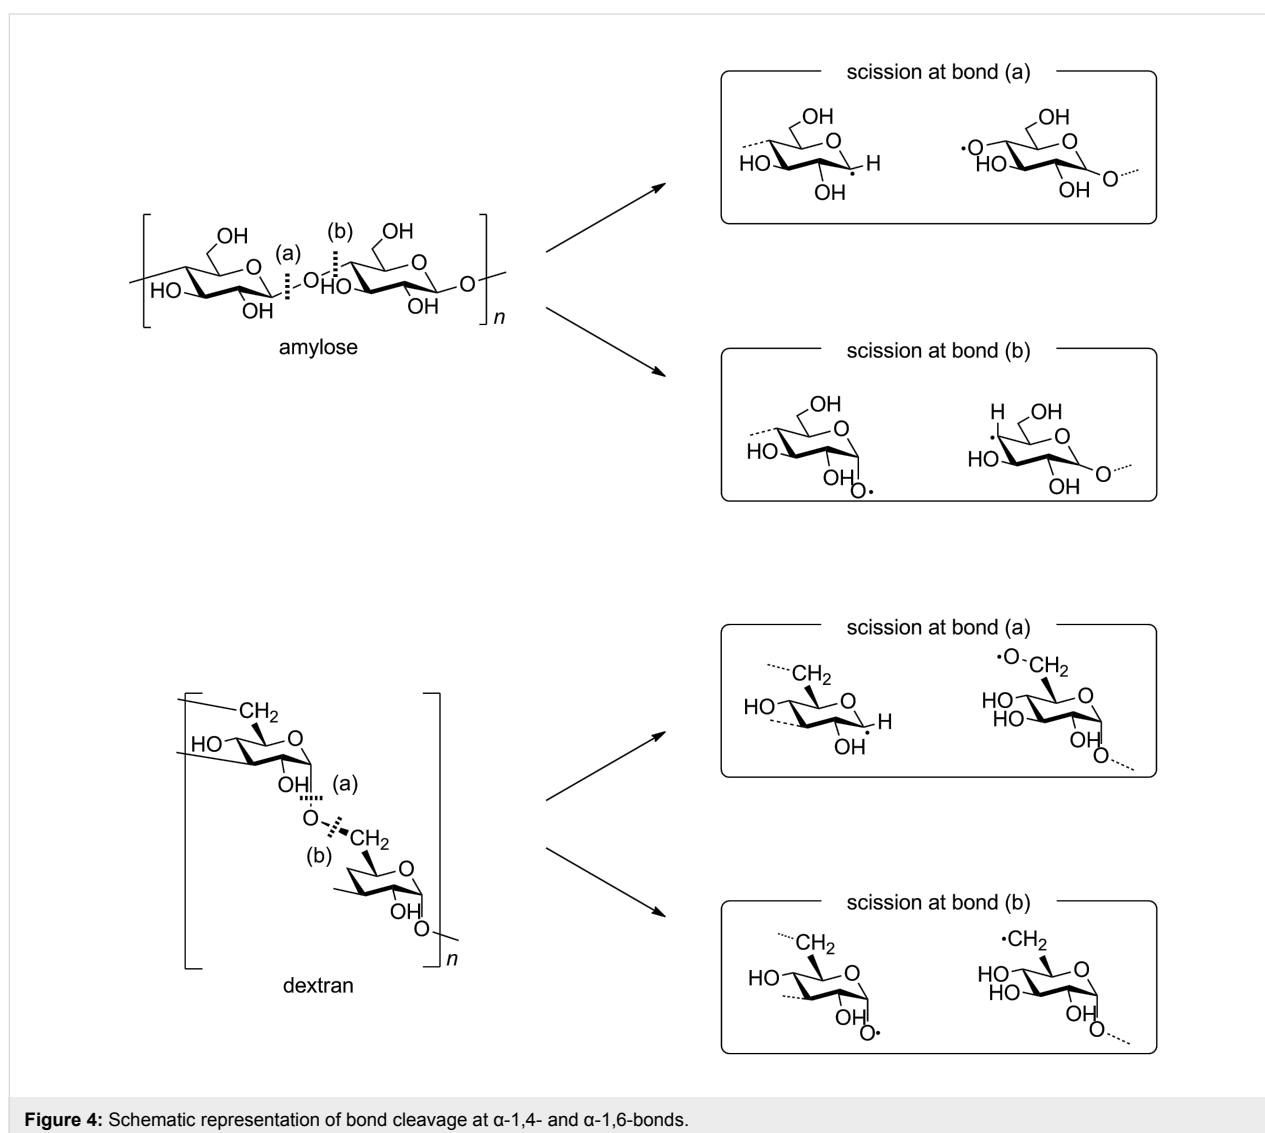 scission at bond (a)
OH
O
HO
OH
H
OH
•O
O
HO
OH
O
OH
(a)
O
HO
OH
O
(b)
OH
O
HO
OH
O
n
amylose
scission at bond (b)
OH
O
HO
OH
O•
H
OH
•
O
HO
OH
O
scission at bond (a)
CH2
HO
O
OH
H
•
•O
CH2
HO
HO
O
OH
O
CH2
HO
O
OH
(a)
O
(b)
CH2
O
OH
O
n
dextran
scission at bond (b)
CH2
HO
O
OH
O•
•CH2
HO
HO
O
OH
O
Figure 4: Schematic representation of bond cleavage at α-1,4- and α-1,6-bonds.